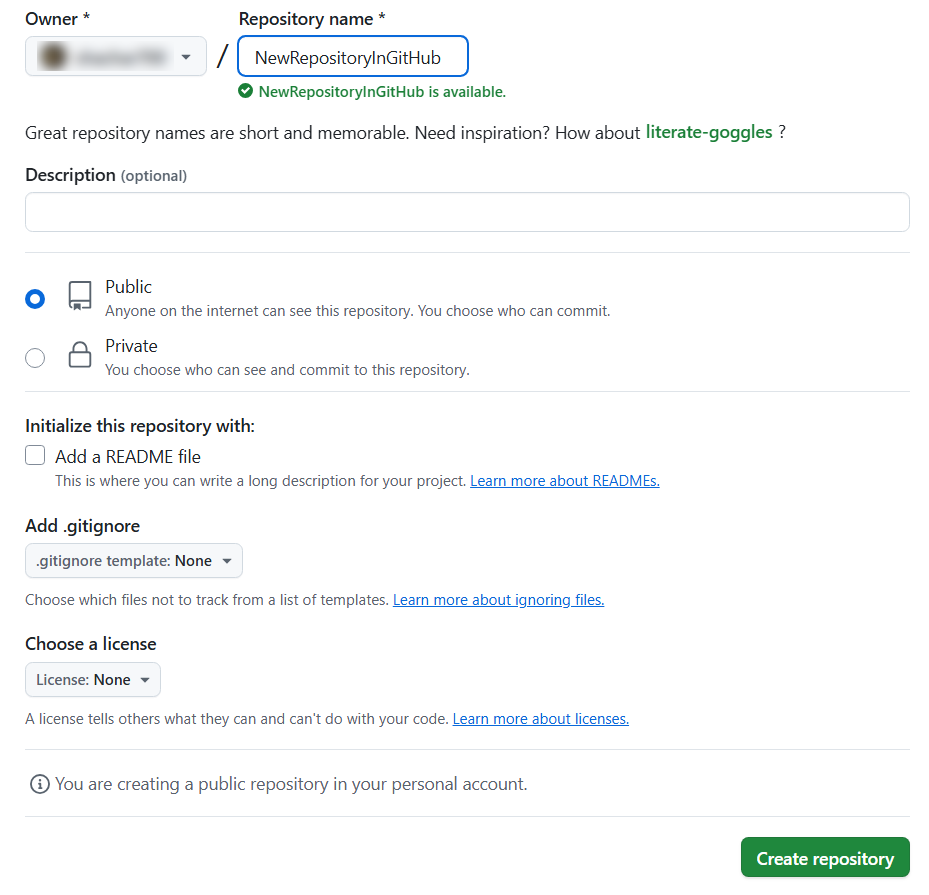 Owner *
Repository name *
/
NewRepositoryInGitHub
NewRepositoryInGitHub is available.
Great repository names are short and memorable. Need inspiration? How about literate-goggles ?
Description (optional)
Public
Anyone on the internet can see this repository. You choose who can commit.
Private
You choose who can see and commit to this repository.
Initialize this repository with:
Add a README file
This is where you can write a long description for your project. Learn more about READMEs.
Add .gitignore
.gitignore template: None
Choose which files not to track from a list of templates. Learn more about ignoring files.
Choose a license
License: None
A license tells others what they can and can't do with your code. Learn more about licenses.
You are creating a public repository in your personal account.
Create repository